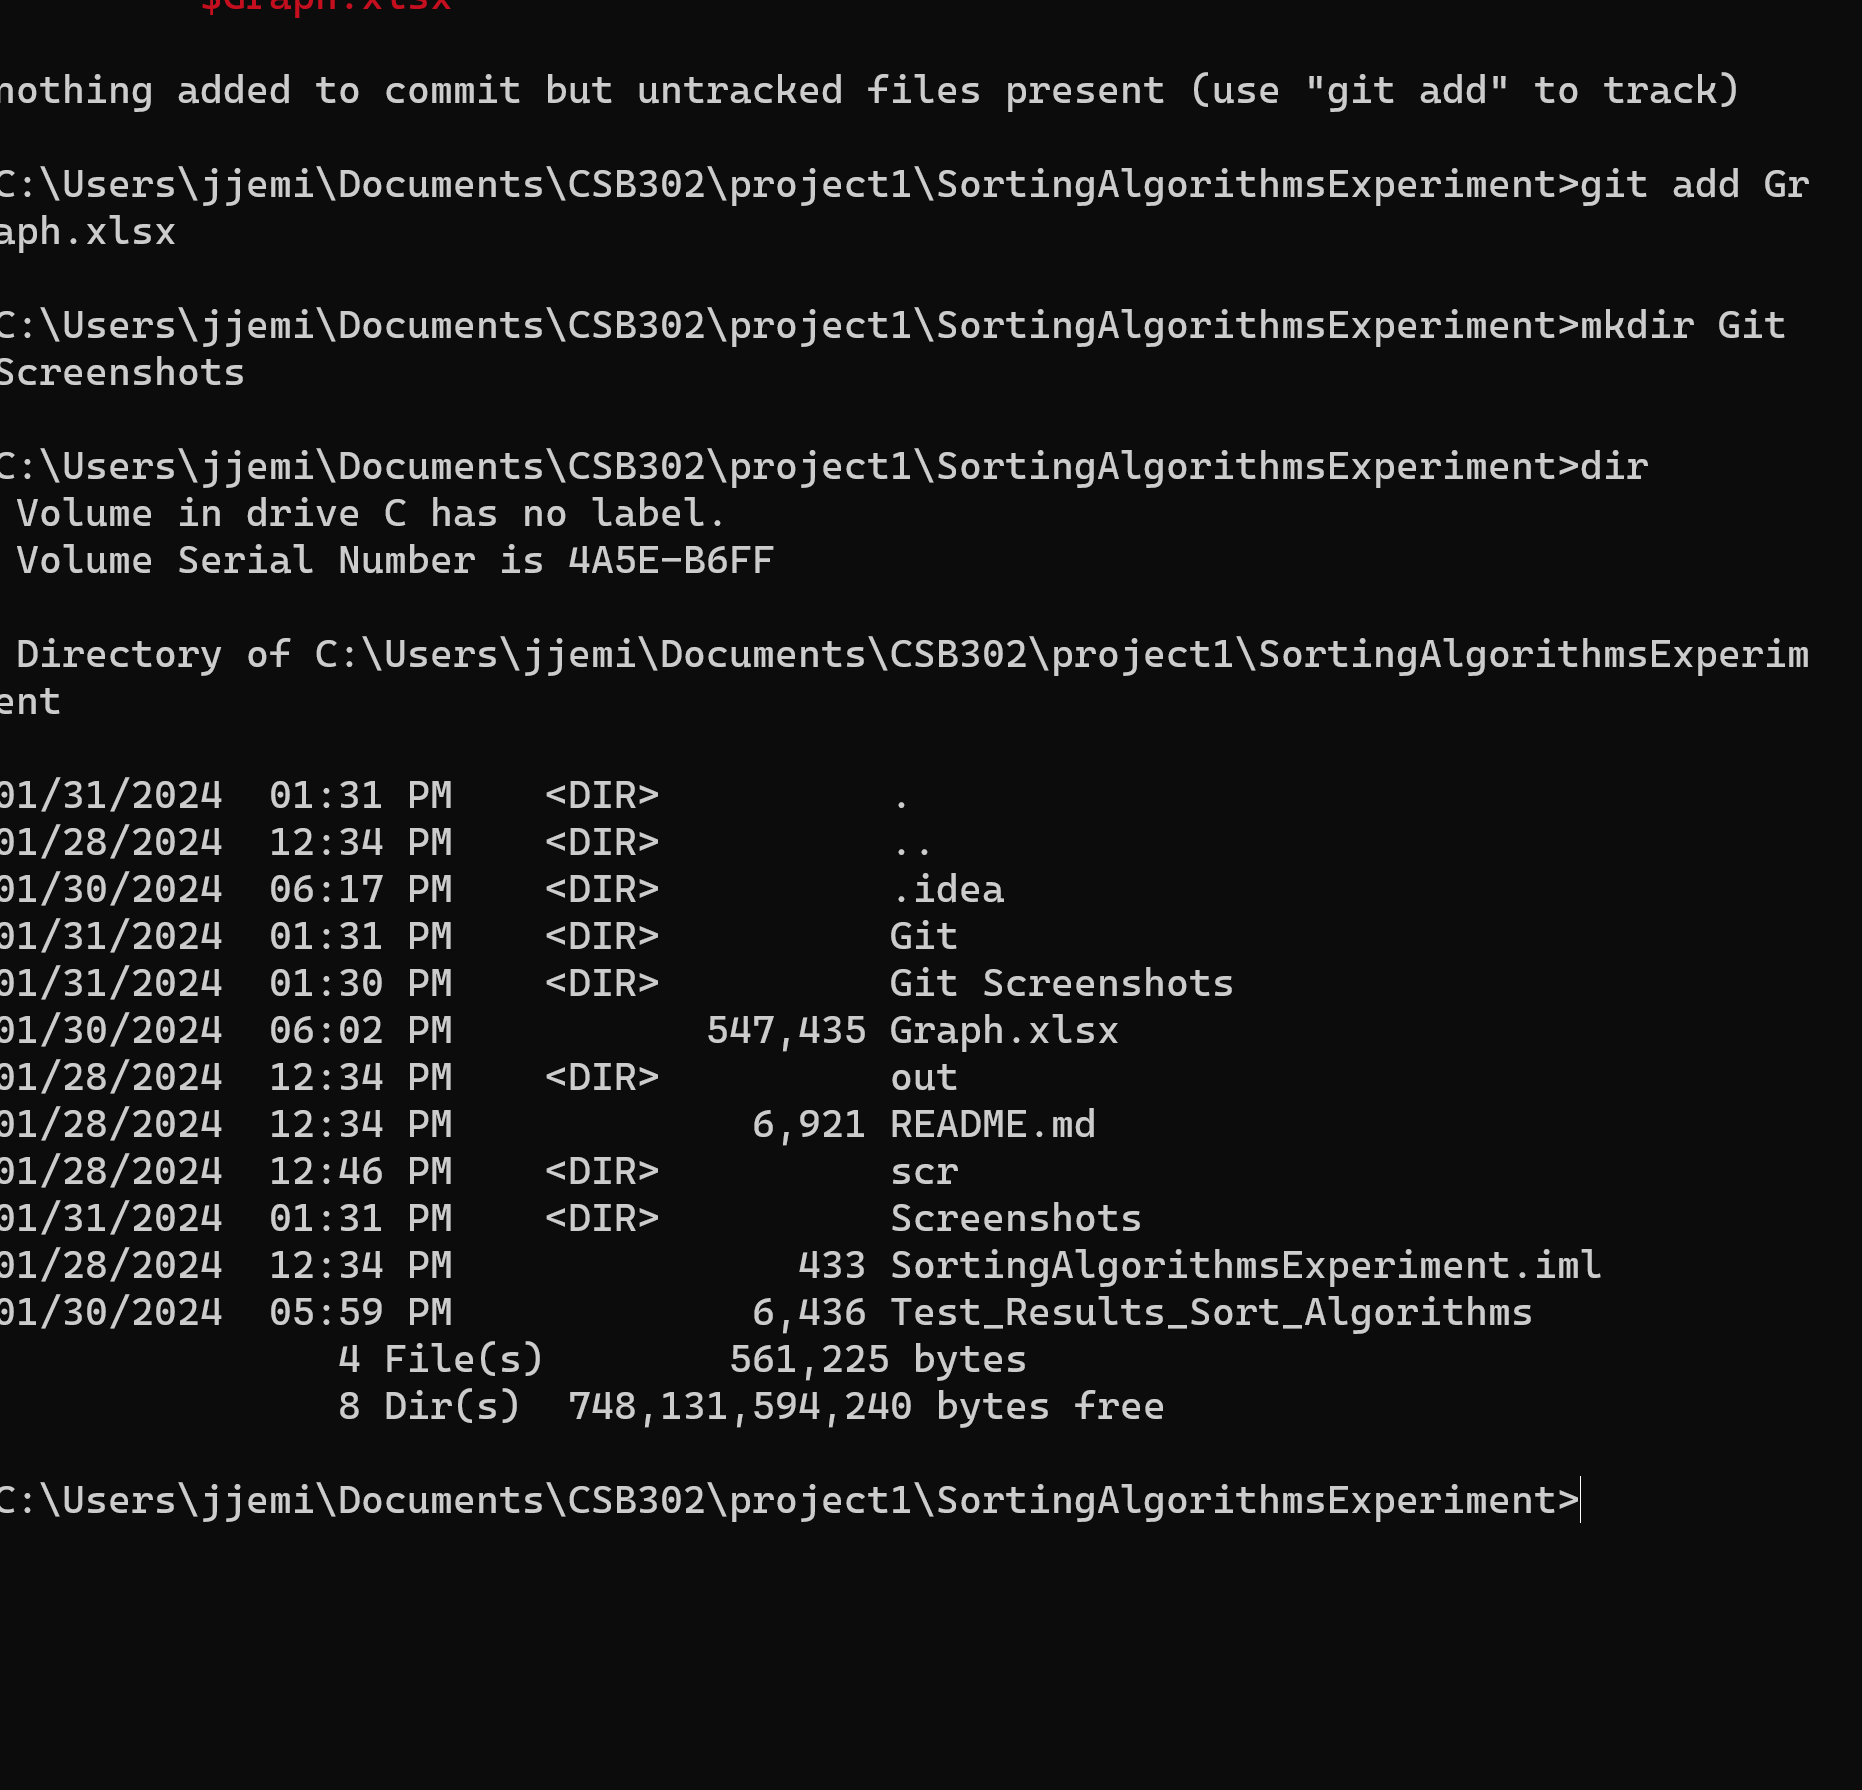 $Graph.xlsx
nothing added to commit but untracked files present (use "git add" to track)
C:\Users\jjemi\Documents\CSB302\project1\SortingAlgorithmsExperiment>git add Gr
aph.xlsx
C:\Users\jjemi\Documents\CSB302\project1\SortingAlgorithmsExperiment>mkdir Git
Screenshots
C:\Users\jjemi\Documents\CSB302\project1\SortingAlgorithmsExperiment>dir
Volume in drive C has no label.
Volume Serial Number is 4A5E-B6FF
Directory of C:\Users\jjemi\Documents\CSB302\project1\SortingAlgorithmsExperim
ent
01/31/2024  01:31 PM    <DIR>          .
01/28/2024  12:34 PM    <DIR>          ..
01/30/2024  06:17 PM    <DIR>          .idea
01/31/2024  01:31 PM    <DIR>          Git
01/31/2024  01:30 PM    <DIR>          Git Screenshots
01/30/2024  06:02 PM           547,435 Graph.xlsx
01/28/2024  12:34 PM    <DIR>          out
01/28/2024  12:34 PM             6,921 README.md
01/28/2024  12:46 PM    <DIR>          scr
01/31/2024  01:31 PM    <DIR>          Screenshots
01/28/2024  12:34 PM               433 SortingAlgorithmsExperiment.iml
01/30/2024  05:59 PM             6,436 Test_Results_Sort_Algorithms
4 File(s)        561,225 bytes
8 Dir(s)  748,131,594,240 bytes free
C:\Users\jjemi\Documents\CSB302\project1\SortingAlgorithmsExperiment>